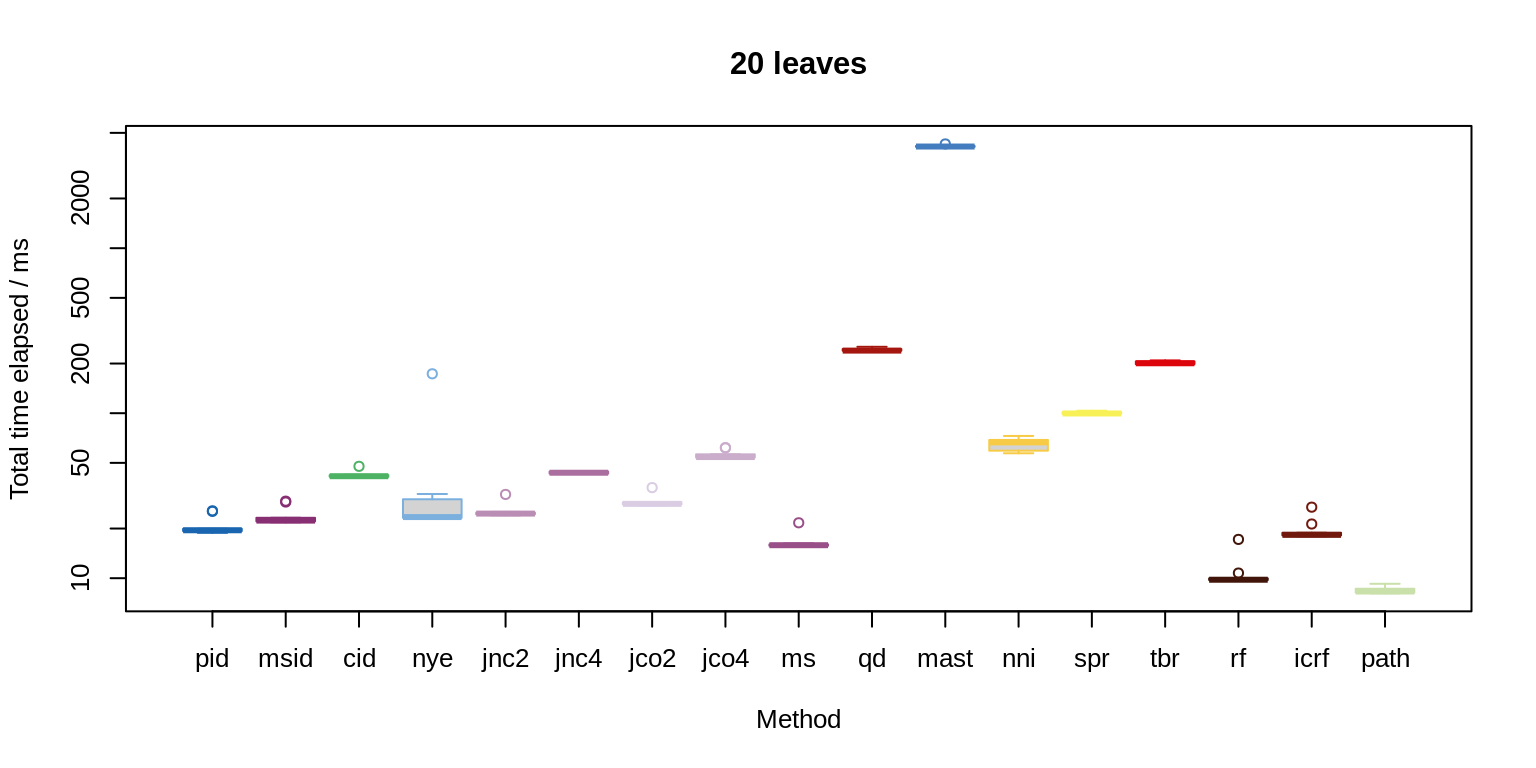 20 leaves
Total time elapsed / ms
2000
500
200
50
10
pid msid cid nye jnc2 jnc4 jco2 jco4 ms qd mast nni spr tbr rf icrf path
Method